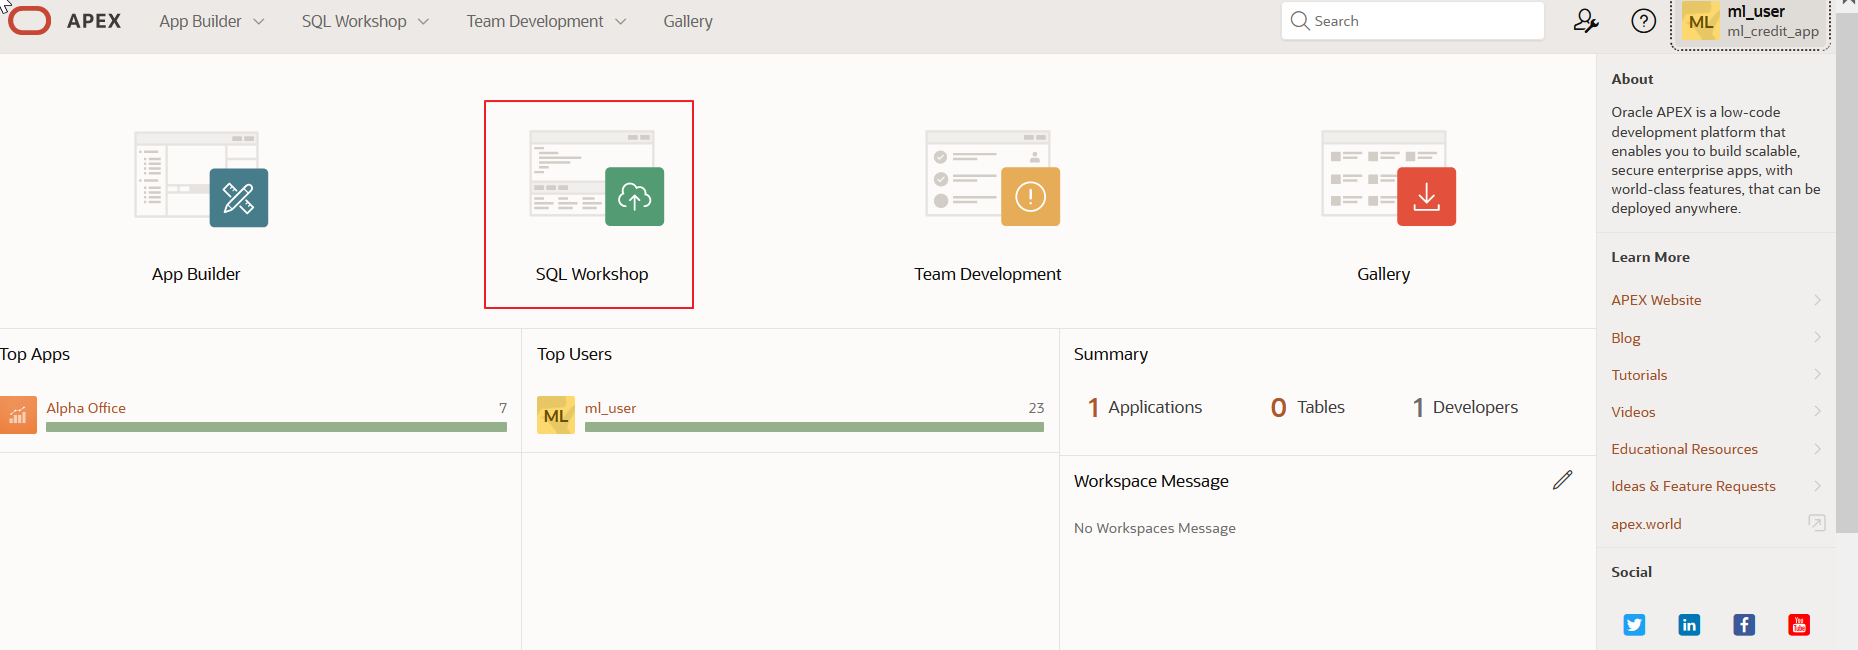 APEX
App Builder
SQL Workshop
Team Development
Gallery
Search
ML
ml_user
ml_credit_app
App Builder
SQL Workshop
Team Development
Gallery
Top Apps
Alpha Office
7
Top Users
ML
ml_user
23
Summary
1 Applications
0 Tables
1 Developers
Workspace Message
No Workspaces Message
About
Oracle APEX is a low-code
development platform that
enables you to build scalable,
secure enterprise apps, with
world-class features, that can be
deployed anywhere.
Learn More
APEX Website
Blog
Tutorials
Videos
Educational Resources
Ideas & Feature Requests
apex.world
Social
in
f
You
Tube